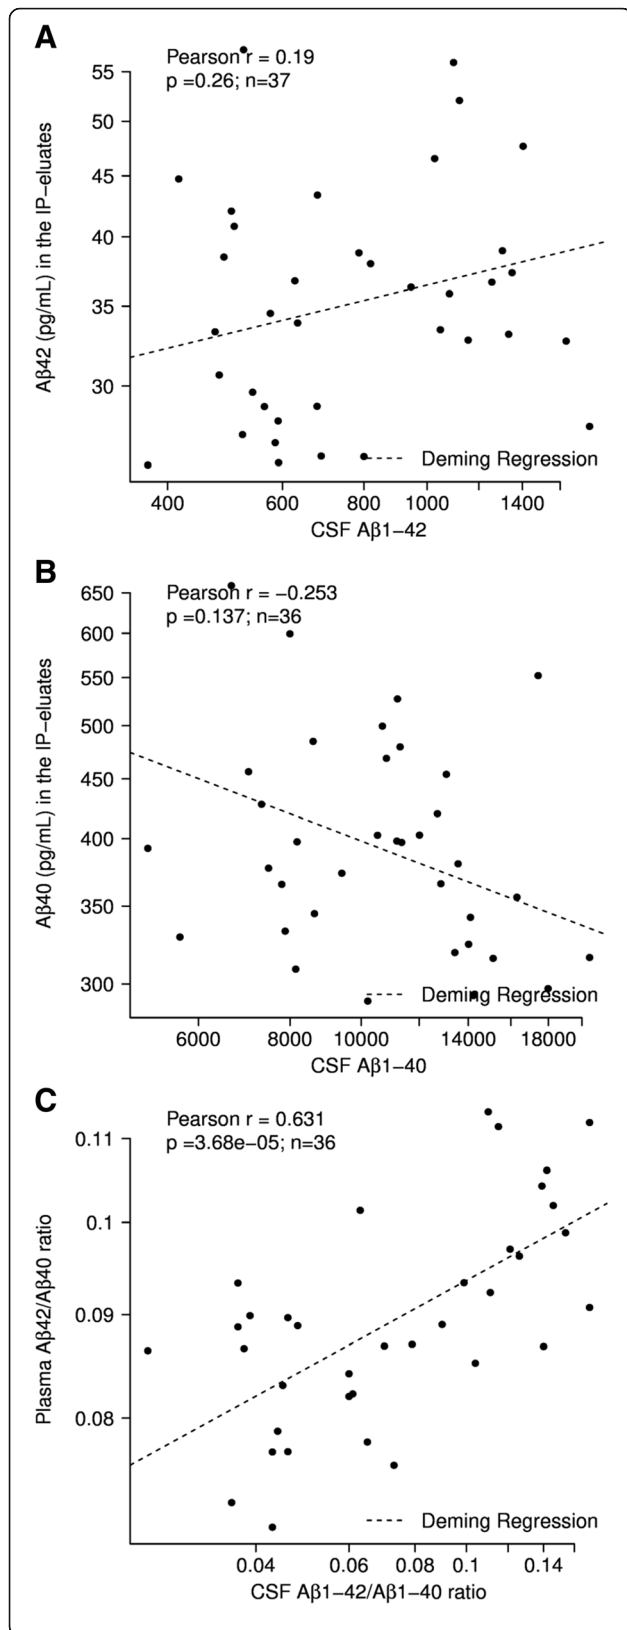 A
Pearson r = 0.19
p =0.26; n=37
55
50
45
40
35
30
Aβ42 (pg/mL) in the IP−eluates
Deming Regression
400 600 800 1000 1400
CSF Aβ1−42
B
Pearson r = −0.253
p =0.137; n=36
650
600
550
500
450
400
350
300
Aβ40 (pg/mL) in the IP−eluates
Deming Regression
6000 8000 10000 14000 18000
CSF Aβ1−40
C
Pearson r = 0.631
p =3.68e−05; n=36
0.11
0.1
0.09
0.08
Plasma Aβ42/Aβ40 ratio
Deming Regression
0.04 0.06 0.08 0.1 0.14
CSF Aβ1−42/Aβ1−40 ratio